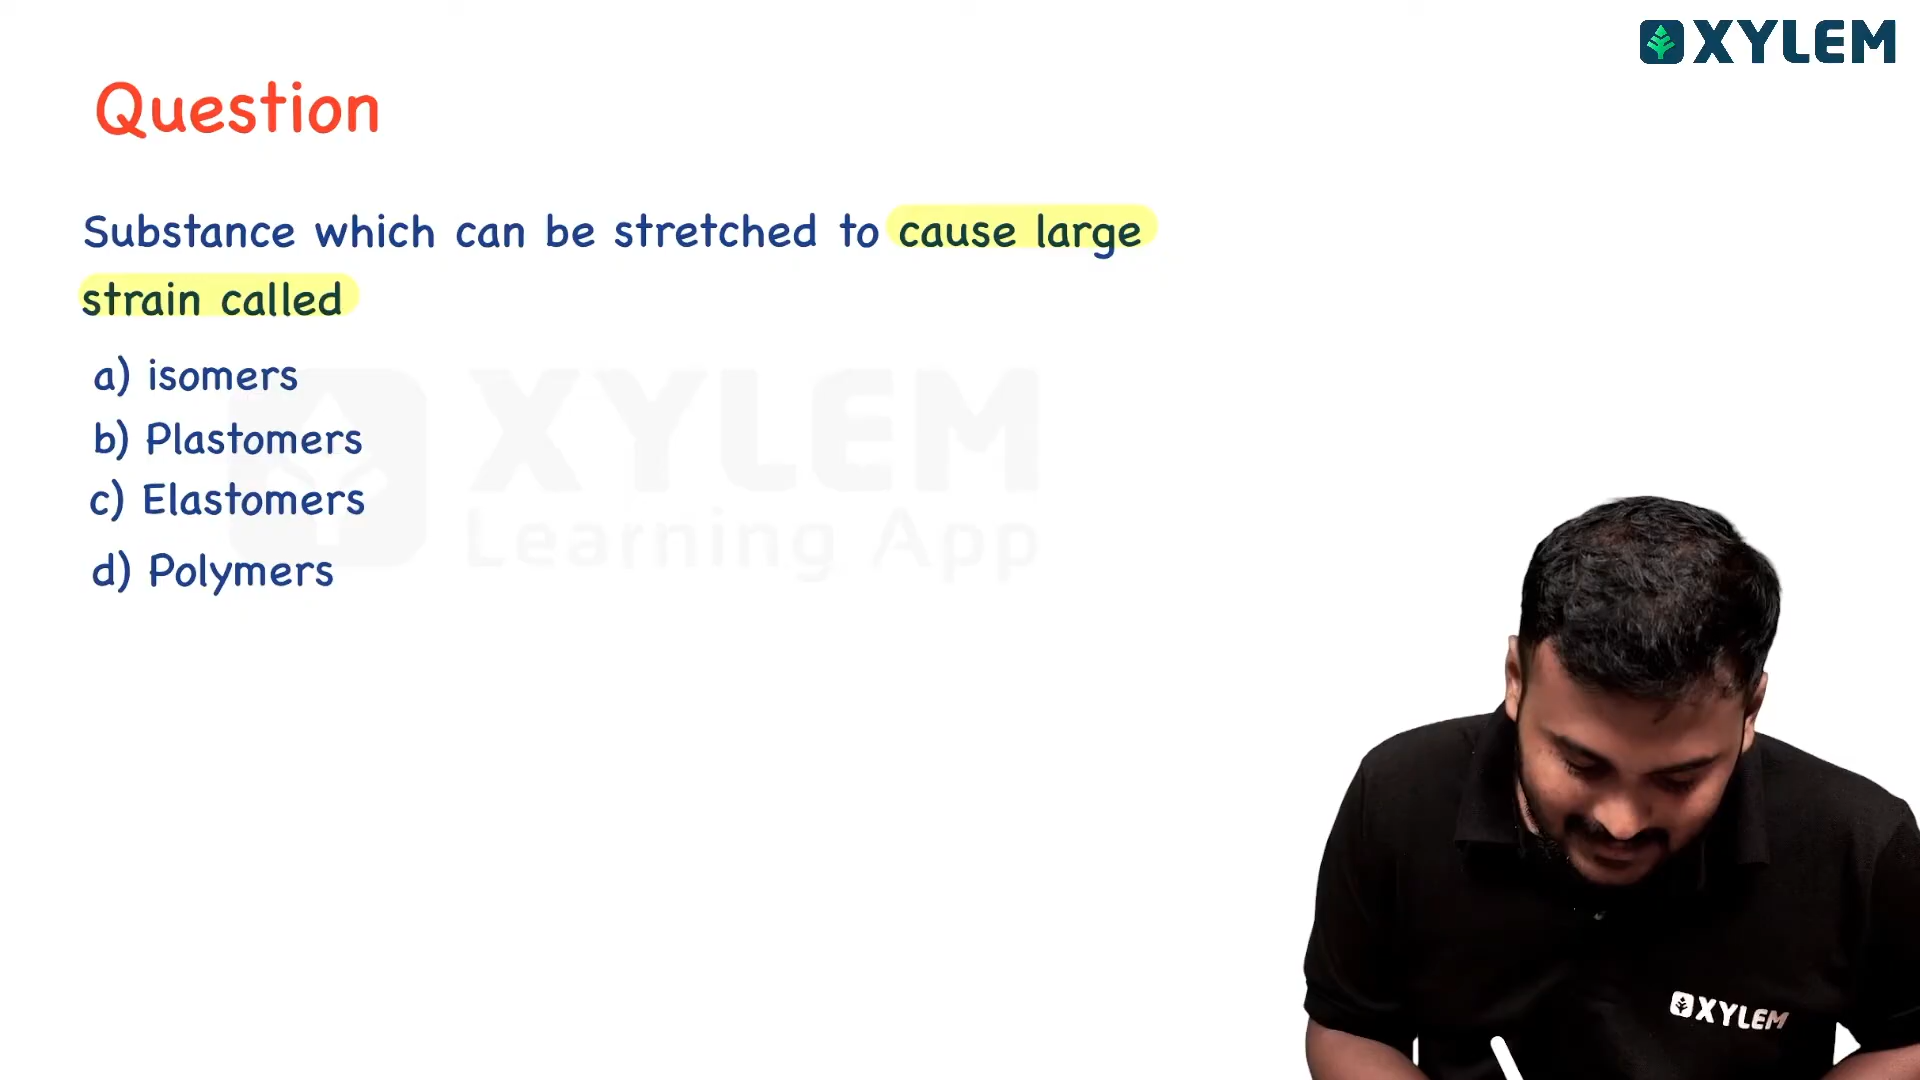 XYLEM
Question
Substance which can be stretched to cause large
strain called
a) isomers
b) Plastomers
c) Elastomers
d) Polymers
XYLEM
Learning App
XYLEM